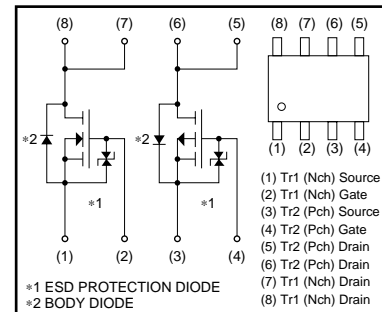 (8) (7) (6) (5)
(8) (7) (6) (5)
(1) (2) (3) (4)
∗2 ∗2
∗1 ∗1
(1) (2) (3) (4)
(1) Tr1 (Nch) Source
(2) Tr1 (Nch) Gate
(3) Tr2 (Pch) Source
(4) Tr2 (Pch) Gate
(5) Tr2 (Pch) Drain
(6) Tr2 (Pch) Drain
(7) Tr1 (Nch) Drain
(8) Tr1 (Nch) Drain
∗1 ESD PROTECTION DIODE
∗2 BODY DIODE